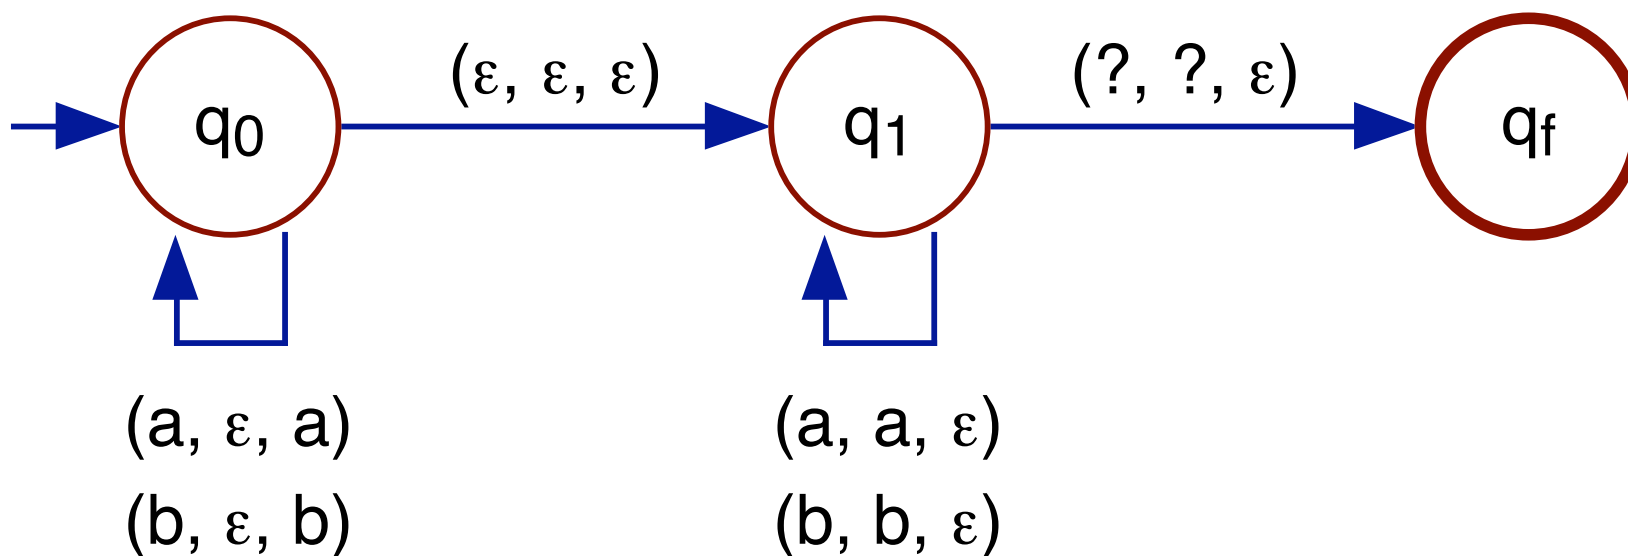 (ε, ε, ε) (?, ?, ε)
q0 q1 qf
(a, ε, a) (a, a, ε)
(b, ε, b) (b, b, ε)